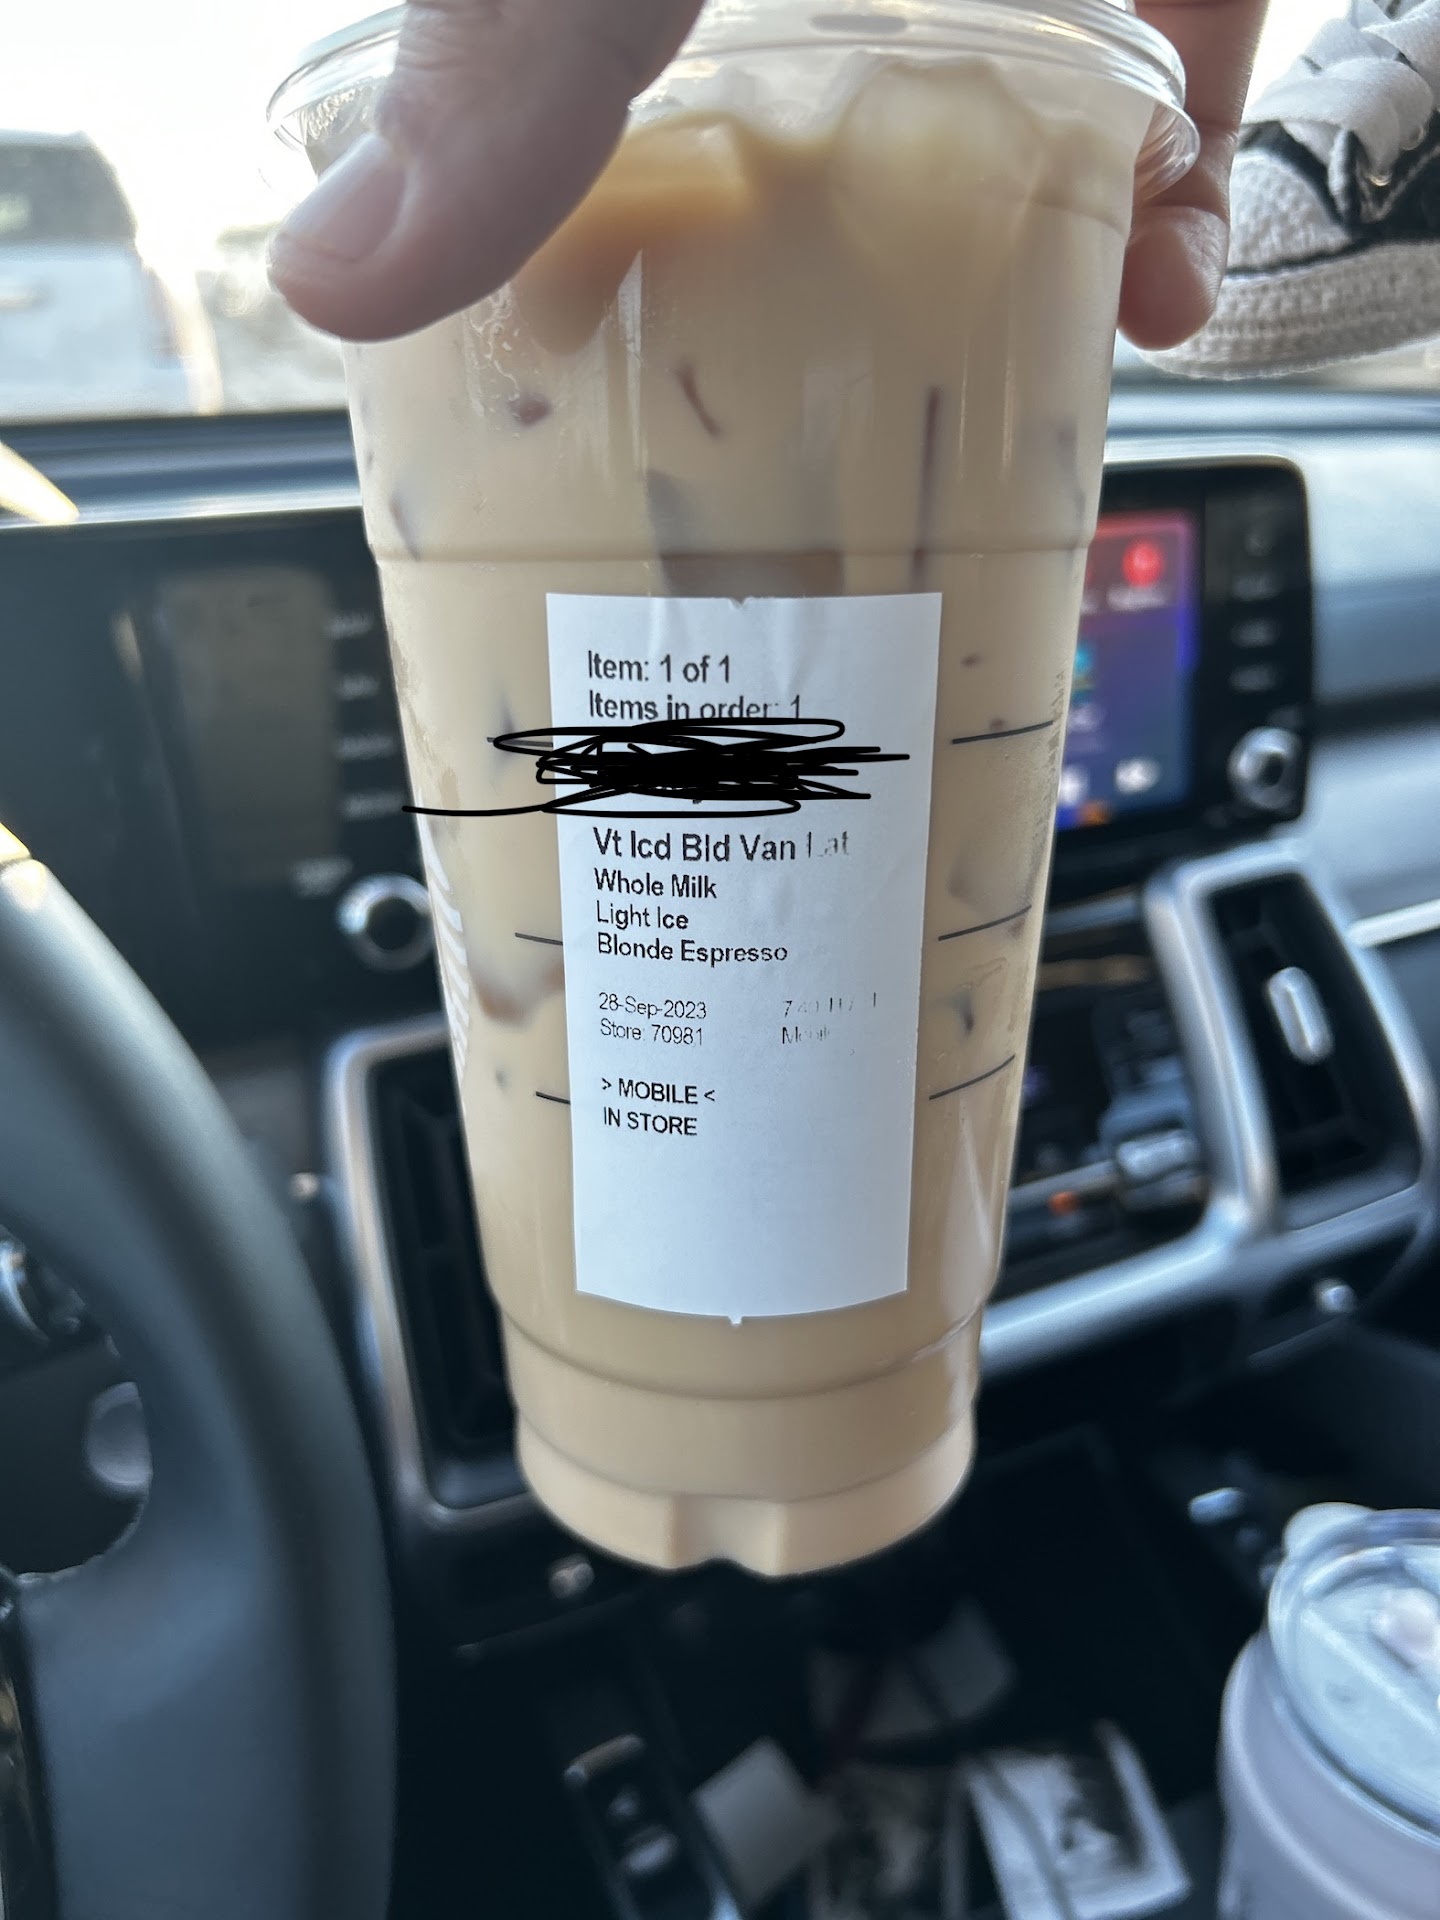 Item: 1 of 1
Items in order: 1
Vt Icd Bld Van Lat
Whole Milk
Light Ice
Blonde Espresso
28-Sep-2023
Store: 70981
> MOBILE <
IN STORE